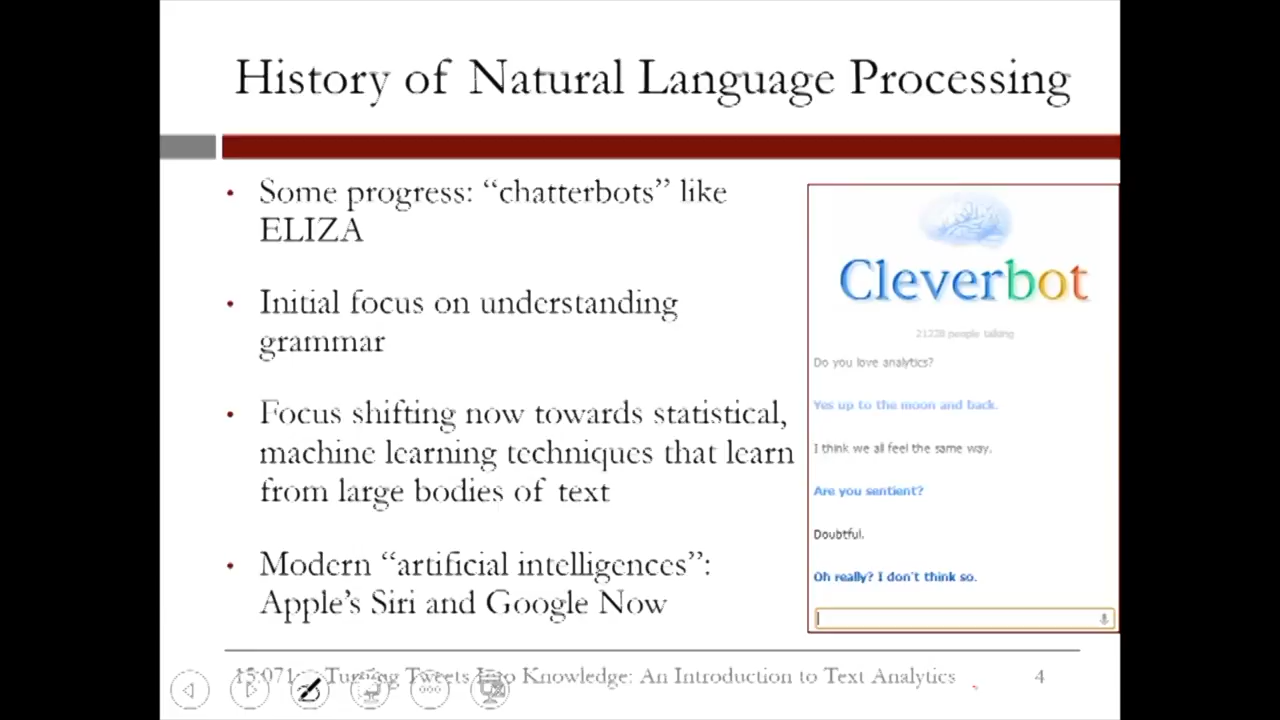 History of Natural Language Processing
• Some progress: “chatterbots” like
ELIZA
• Initial focus on understanding
grammar
• Focus shifting now towards statistical,
machine learning techniques that learn
from large bodies of text
• Modern “artificial intelligences”:
Apple’s Siri and Google Now
Cleverbot
21228 people talking
Do you love analytics?
Yes up to the moon and back.
I think we all feel the same way.
Are you sentient?
Doubtful.
Oh really? I don't think so.
15.071x Turning Tweets Into Knowledge: An Introduction to Text Analytics 4